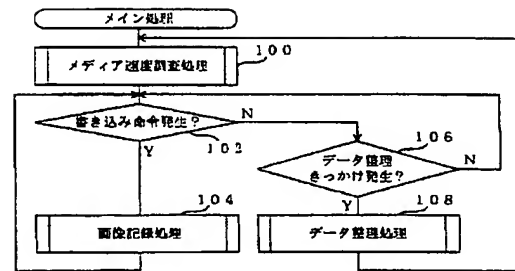 メイン処理
メディア速度調査処理
100
書き込み命令発生?
N
102
Y
106
データ整理
きっかけ発生?
N
Y
104
画像記録処理
108
データ整理処理